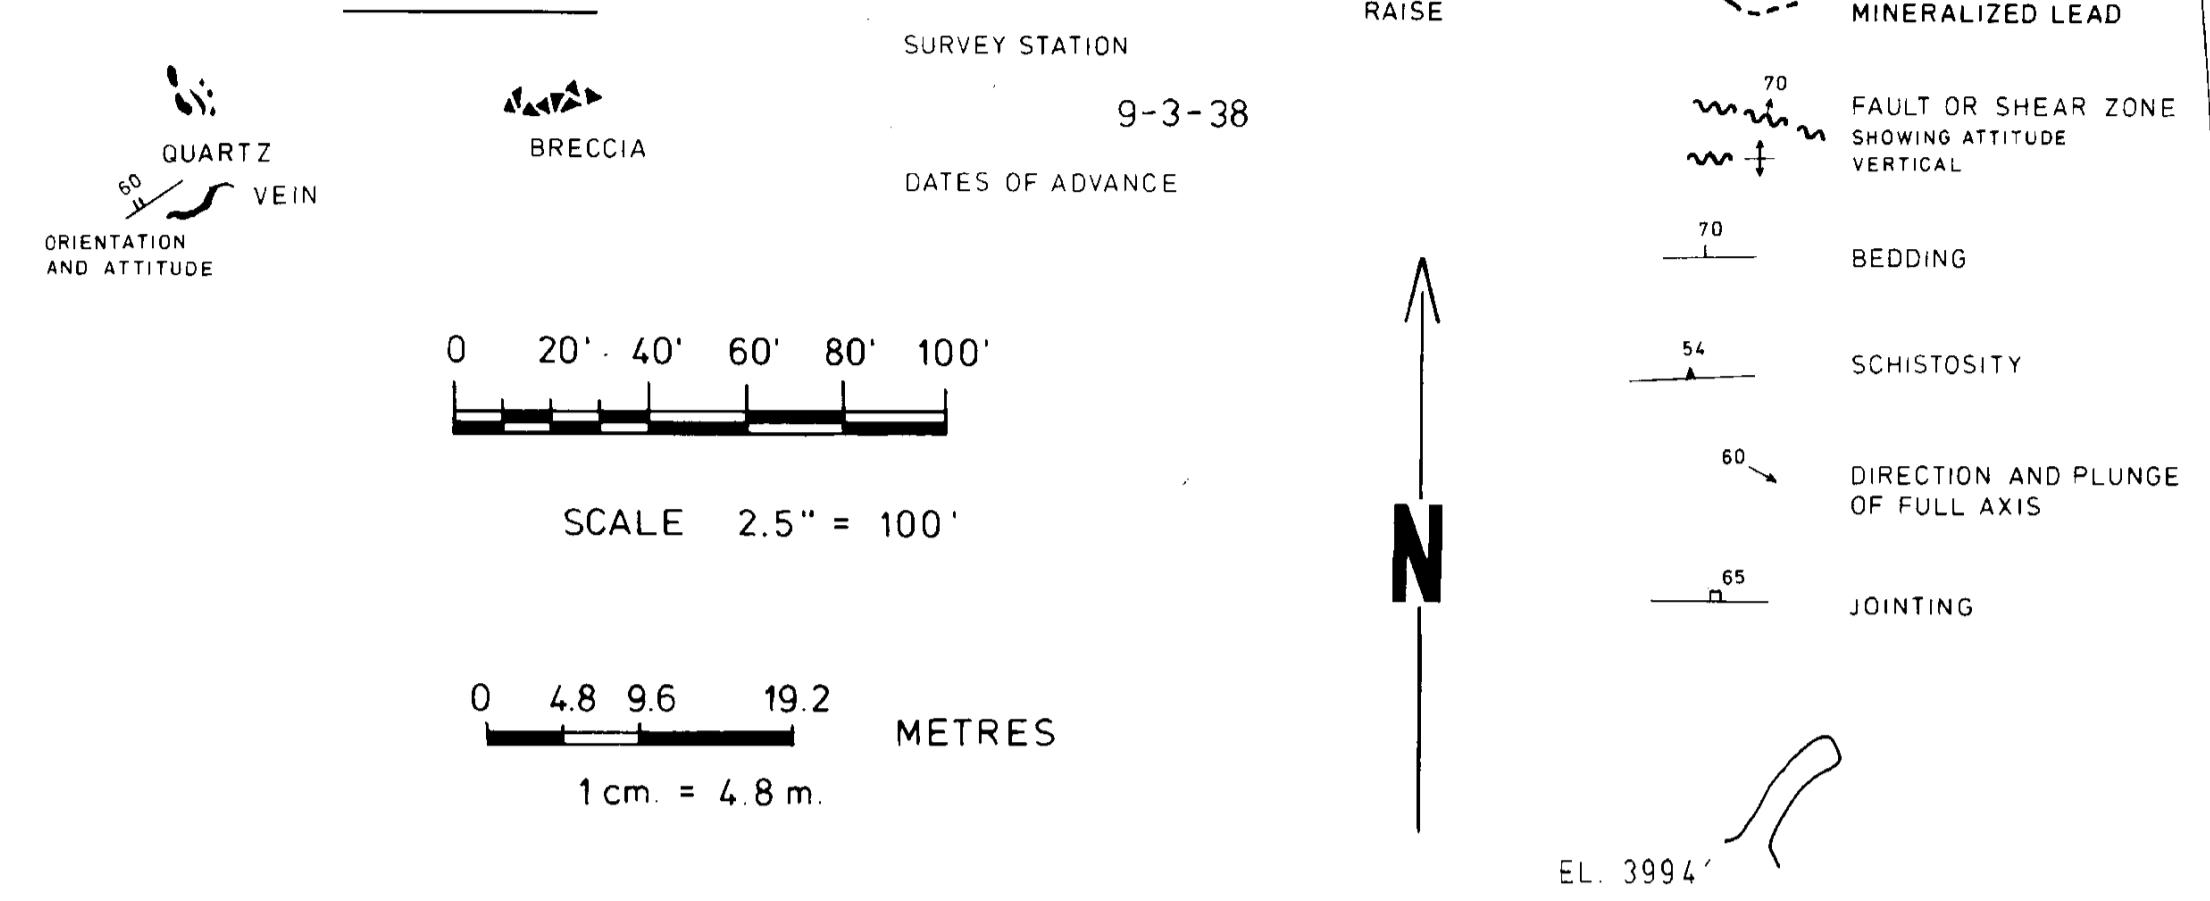 RAISE
MINERALIZED LEAD
SURVEY STATION
70
FAULT OR SHEAR ZONE
SHOWING ATTITUDE
VERTICAL
9-3-38
DATES OF ADVANCE
QUARTZ
BRECCIA
60
VEIN
ORIENTATION
AND ATTITUDE
70
BEDDING
0 20' 40' 60' 80' 100'
54
SCHISTOSITY
SCALE 2.5" = 100'
60
DIRECTION AND PLUNGE
OF FULL AXIS
N
65
JOINTING
0 4.8 9.6 19.2
METRES
1 cm. = 4.8 m.
EL. 3994'